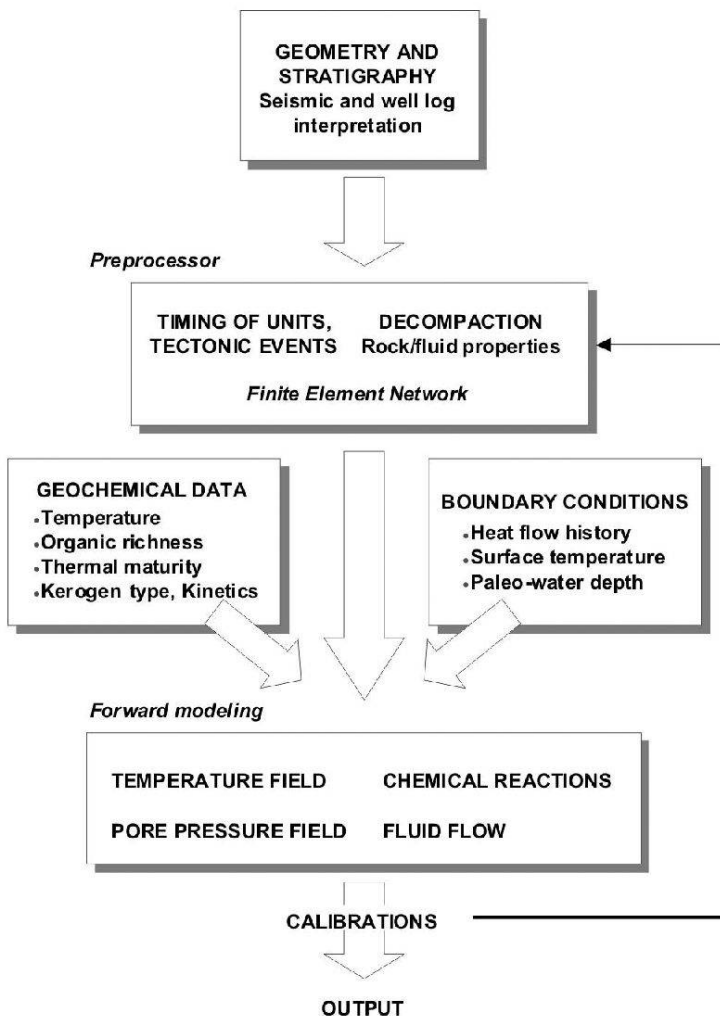 GEOMETRY AND
STRATIGRAPHY
Seismic and well log
interpretation
Preprocessor
TIMING OF UNITS,
TECTONIC EVENTS
DECOMPACTION
Rock/fluid properties
Finite Element Network
GEOCHEMICAL DATA
•Temperature
•Organic richness
•Thermal maturity
•Kerogen type, Kinetics
BOUNDARY CONDITIONS
•Heat flow history
•Surface temperature
•Paleo-water depth
Forward modeling
TEMPERATURE FIELD
CHEMICAL REACTIONS
PORE PRESSURE FIELD
FLUID FLOW
CALIBRATIONS
OUTPUT